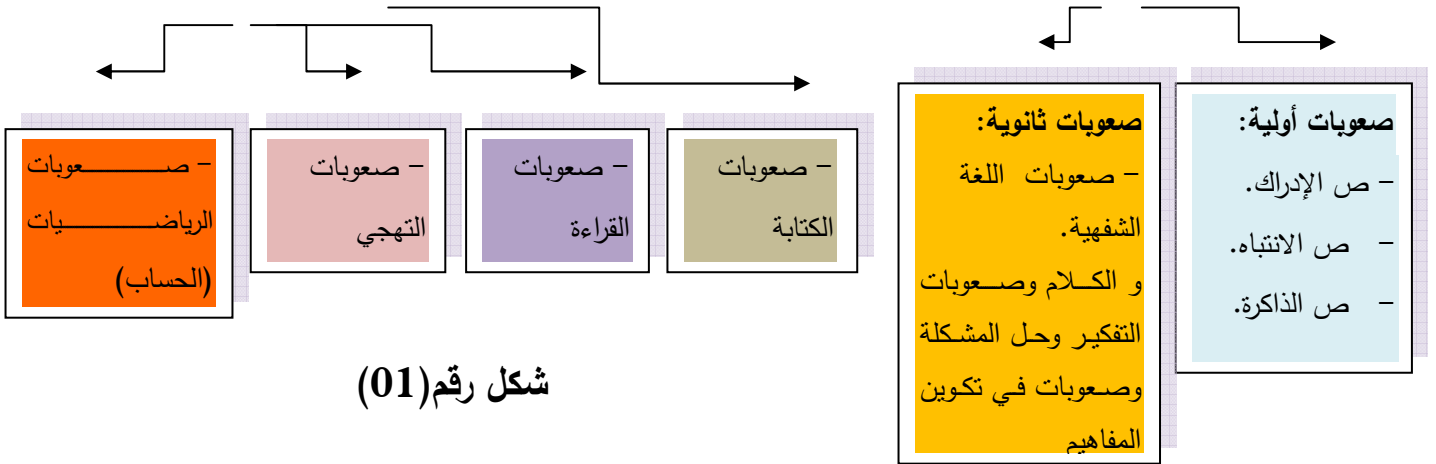 صعوبات أولية:
- ص الإدراك.
- ص الانتباه.
- ص الذاكرة.
صعوبات ثانوية:
- صعوبات اللغة
الشفهية.
و الكلام وصعوبات
التفكير وحل المشكلة
وصعوبات في تكوين
المفاهيم
- صعوبات
الكتابة
- صعوبات
القراءة
- صعوبات
التهجي
- صعوبات
الرياضيات
(الحساب)
شكل رقم(01)